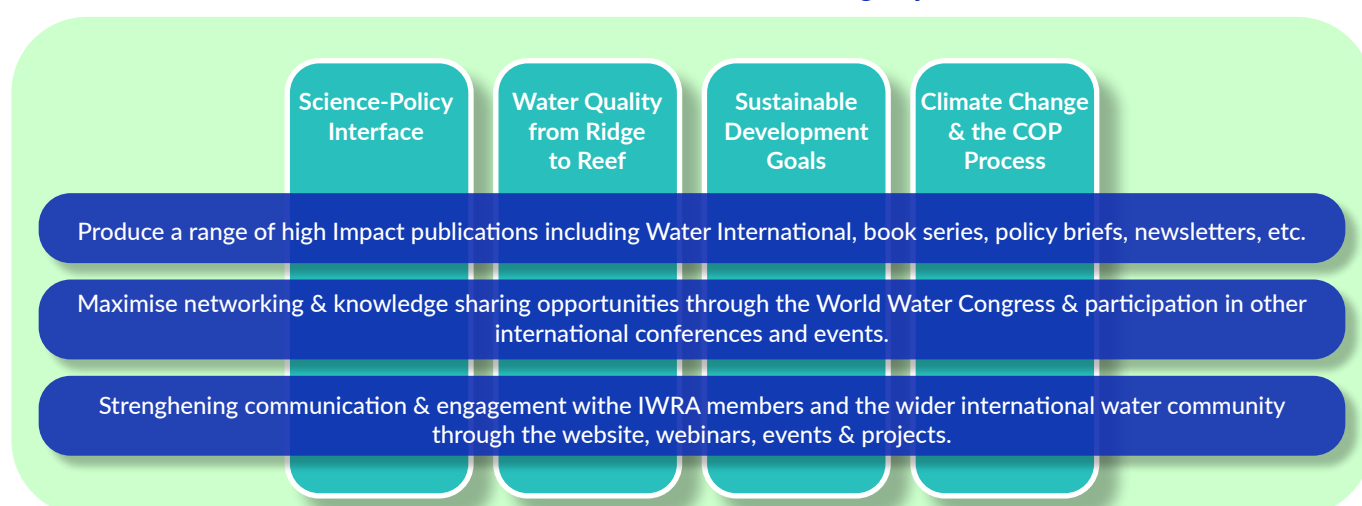 Science-Policy
Interface
Water Quality
from Ridge
to Reef
Sustainable
Development
Goals
Climate Change
& the COP
Process
Produce a range of high Impact publications including Water International, book series, policy briefs, newsletters, etc.
Maximise networking & knowledge sharing opportunities through the World Water Congress & participation in other
international conferences and events.
Strenghening communication & engagement withe IWRA members and the wider international water community
through the website, webinars, events & projects.